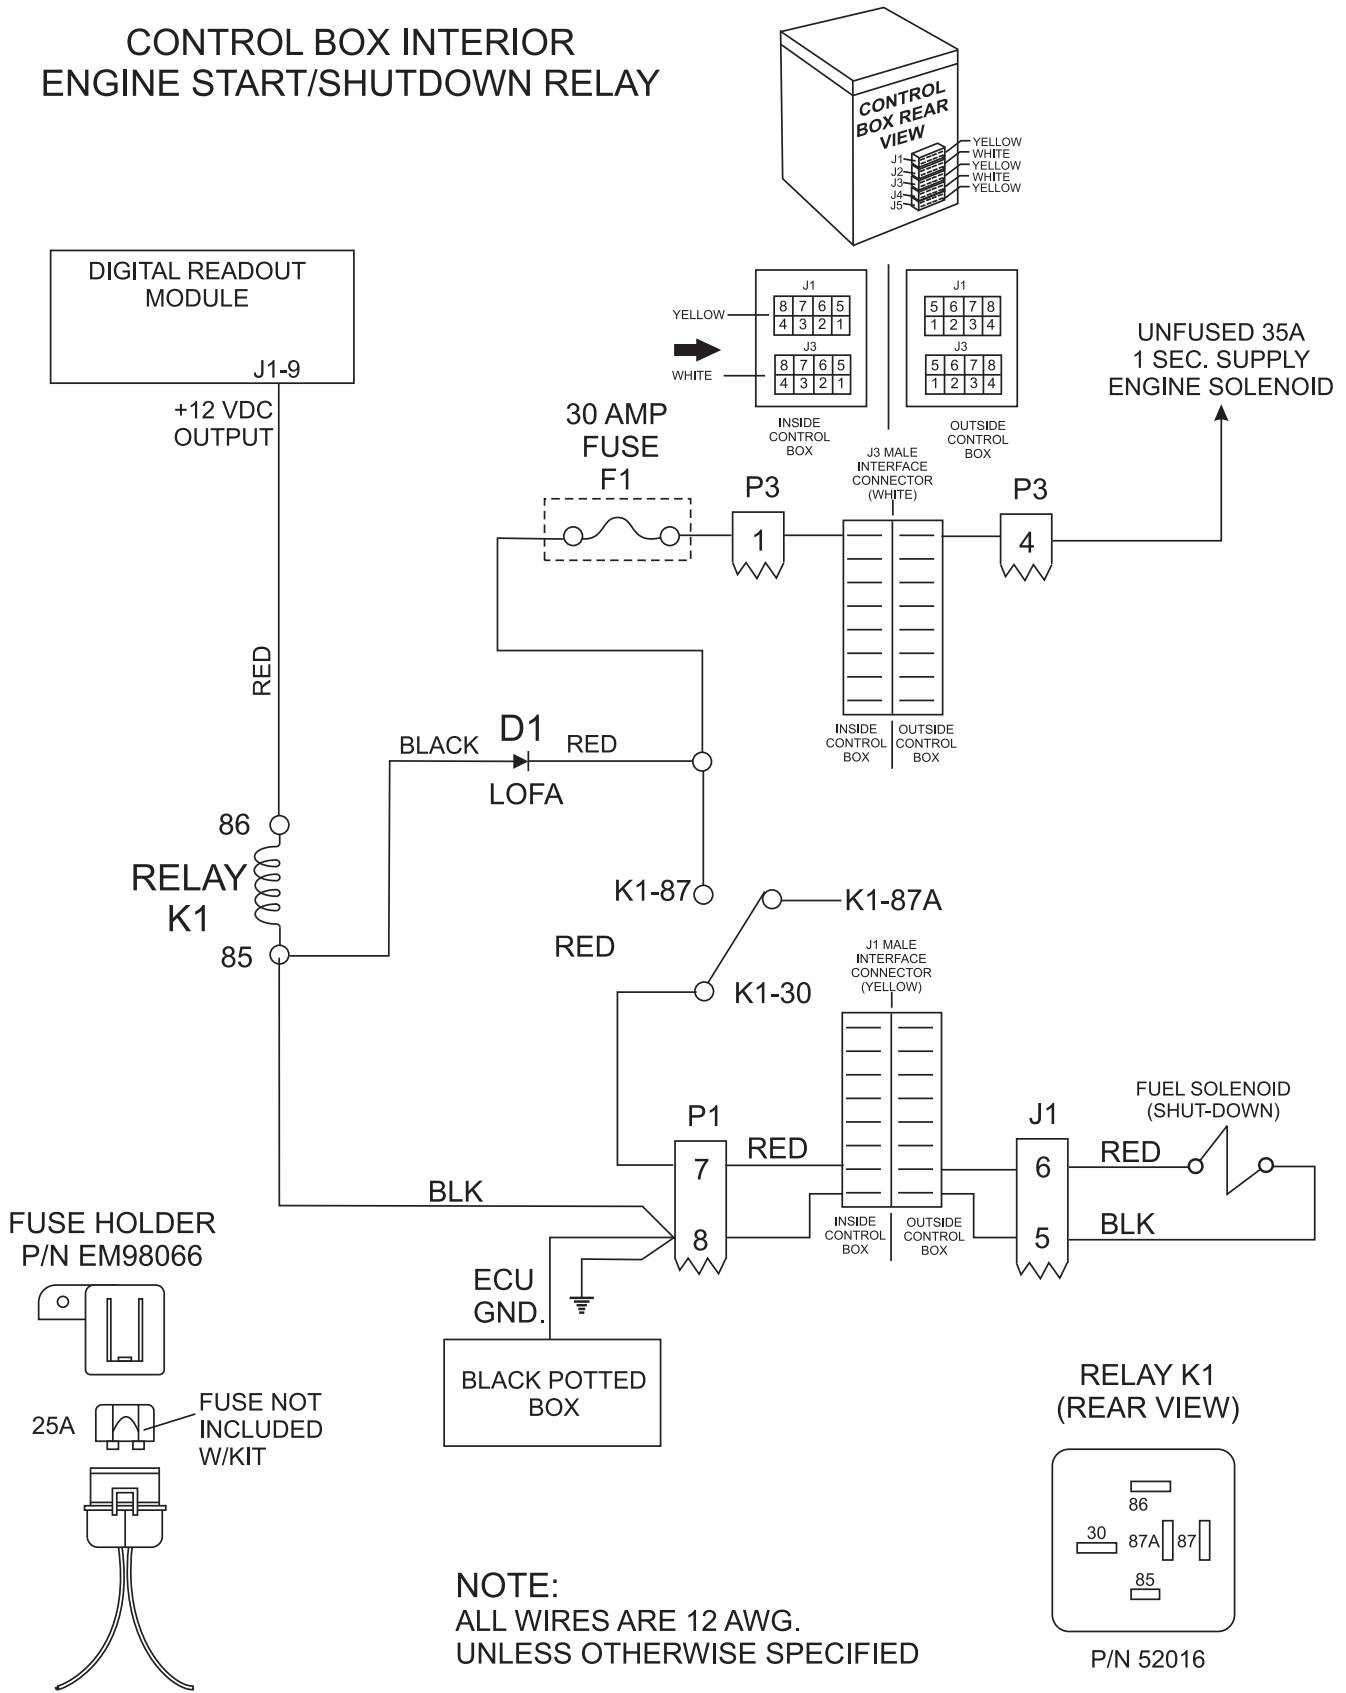 CONTROL BOX INTERIOR
ENGINE START/SHUTDOWN RELAY
CONTROL
BOX REAR
VIEW
J1
J2
J3
J4
J5
YELLOW
WHITE
YELLOW
WHITE
YELLOW
DIGITAL READOUT
MODULE
J1-9
+12 VDC
OUTPUT
RED
YELLOW
WHITE
J1
8 7 6 5
4 3 2 1
J3
8 7 6 5
4 3 2 1
INSIDE
CONTROL
BOX
J1
5 6 7 8
1 2 3 4
J3
5 6 7 8
1 2 3 4
OUTSIDE
CONTROL
BOX
UNFUSED 35A
1 SEC. SUPPLY
ENGINE SOLENOID
30 AMP
FUSE
F1
P3
1
J3 MALE
INTERFACE
CONNECTOR
(WHITE)
P3
4
INSIDE
CONTROL
BOX
OUTSIDE
CONTROL
BOX
BLACK
D1
RED
LOFA
86
RELAY
K1
85
K1-87
K1-87A
RED
K1-30
J1 MALE
INTERFACE
CONNECTOR
(YELLOW)
P1
7
8
RED
BLK
INSIDE
CONTROL
BOX
OUTSIDE
CONTROL
BOX
J1
6
5
RED
BLK
FUEL SOLENOID
(SHUT-DOWN)
ECU
GND.
BLACK POTTED
BOX
FUSE HOLDER
P/N EM98066
25A
FUSE NOT
INCLUDED
W/KIT
RELAY K1
(REAR VIEW)
86
30
87A
87
85
P/N 52016
NOTE:
ALL WIRES ARE 12 AWG.
UNLESS OTHERWISE SPECIFIED